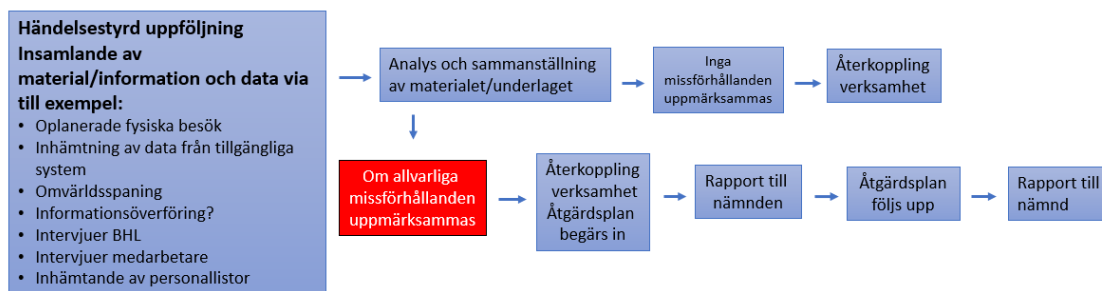 Händelsestyrd uppföljning
Insamlande av
material/information och data via
till exempel:
• Oplanerade fysiska besök
• Inhämtning av data från tillgängliga
system
• Omvärldsspaning
• Informationsöverföring?
• Intervjuer BHL
• Intervjuer medarbetare
• Inhämtande av personallistor
Analys och sammanställning
av materialet/underlaget
Inga
missförhållanden
uppmärksammas
Återkoppling
verksamhet
Om allvarliga
missförhållanden
uppmärksammas
Återkoppling
verksamhet
Åtgärdsplan
begärs in
Rapport till
nämnden
Åtgärdsplan
följs upp
Rapport till
nämnd